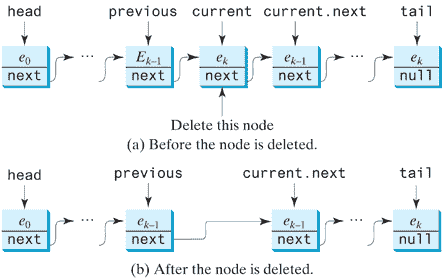 head previous current current.next tail
e0 ... Ek–1 ek ek–1 ... ek
next next next next null
Delete this node
(a) Before the node is deleted.
head previous current.next tail
e0 ... ek–1 ek–1 ... ek
next next next null
(b) After the node is deleted.